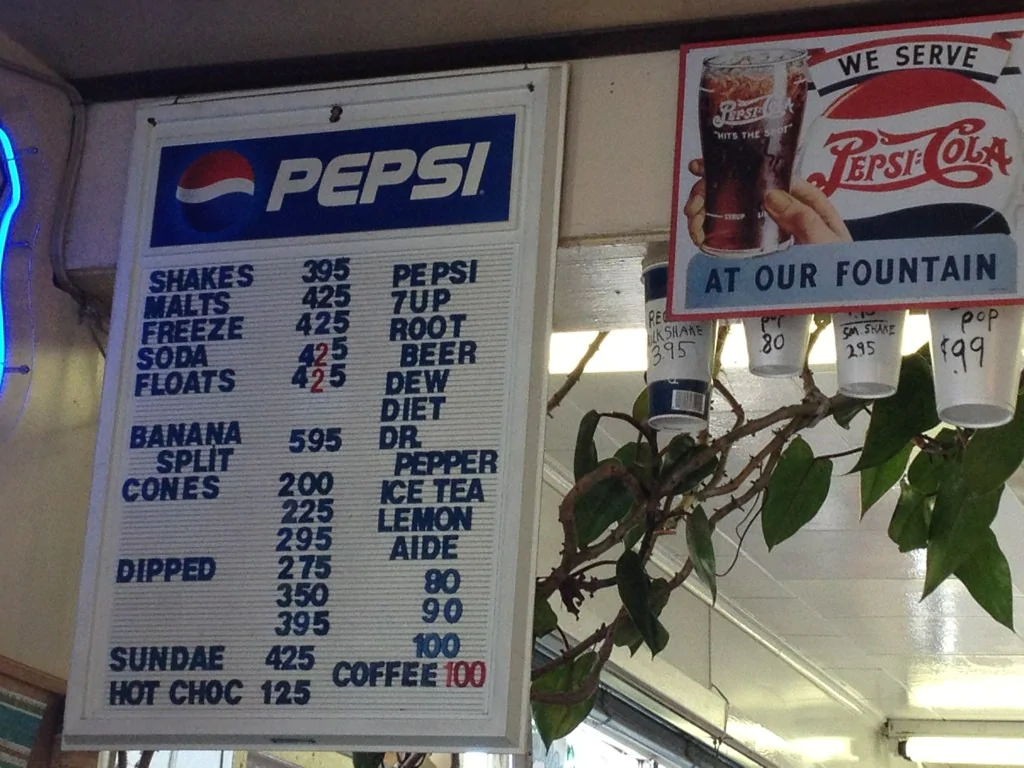 PEPSI
SHAKES 395
MALTS 425
FREEZE 425
SODA 425
FLOATS 425
BANANA 595
SPLIT
CONES 200
225
295
DIPPED 275
350
395
SUNDAE 425
HOT CHOC 125
PEPSI
7UP
ROOT
BEER
DEW
DIET
DR.
PEPPER
ICE TEA
LEMON
AIDE
80
90
100
COFFEE 100
WE SERVE
PEPSI-COLA
PEPSI-COLA
"HITS THE SPOT"
SYRUP
AT OUR FOUNTAIN
3.95
pop
.80
SM. SHAKE
295
pop
.99